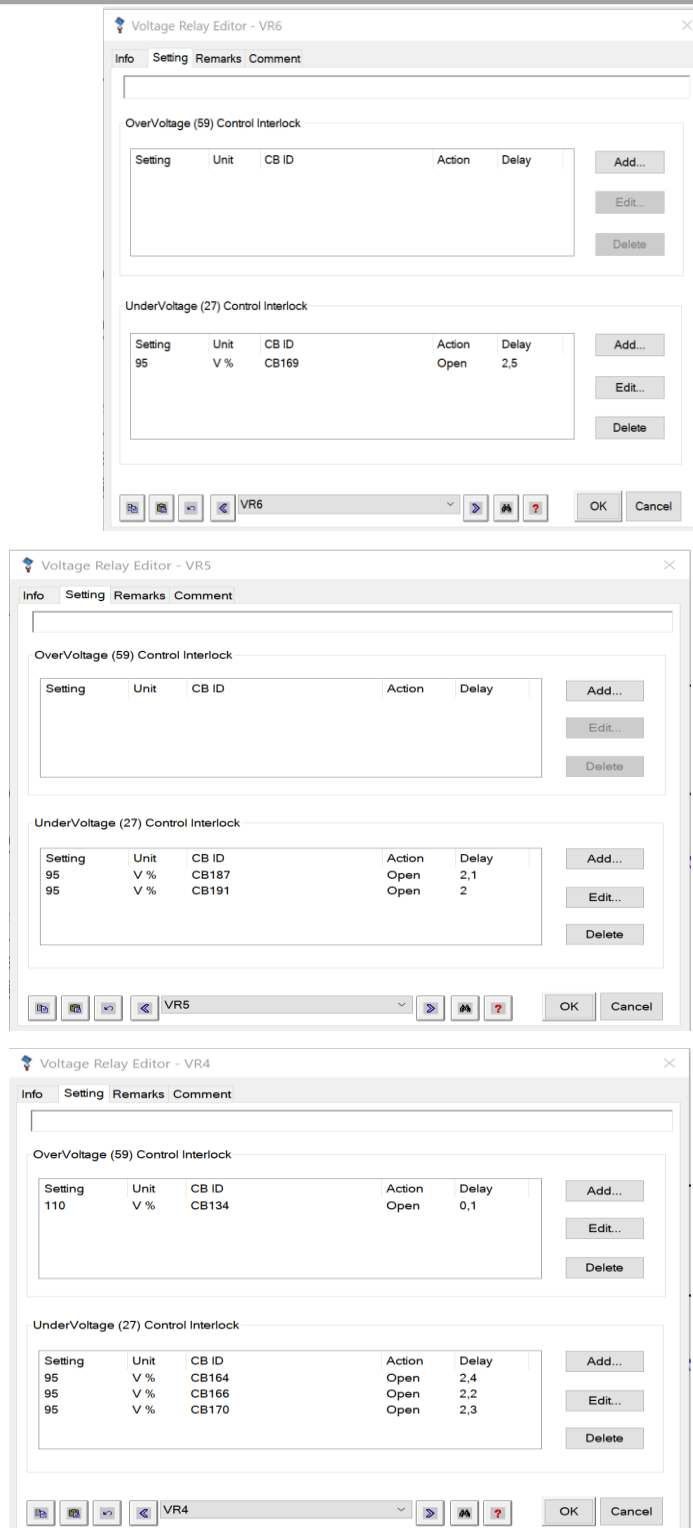 Voltage Relay Editor - VR6
Info Setting Remarks Comment
OverVoltage (59) Control Interlock
Setting Unit CB ID Action Delay
Add...
Edit...
Delete
UnderVoltage (27) Control Interlock
Setting Unit CB ID Action Delay
Add...
95 V % CB169 Open 2,5
Edit...
Delete
VR6
? OK Cancel
Voltage Relay Editor - VR5
Info Setting Remarks Comment
OverVoltage (59) Control Interlock
Setting Unit CB ID Action Delay
Add...
Edit...
Delete
UnderVoltage (27) Control Interlock
Setting Unit CB ID Action Delay
Add...
95 V % CB187 Open 2,1
95 V % CB191 Open 2
Edit...
Delete
VR5
? OK Cancel
Voltage Relay Editor - VR4
Info Setting Remarks Comment
OverVoltage (59) Control Interlock
Setting Unit CB ID Action Delay
Add...
110 V % CB134 Open 0,1
Edit...
Delete
UnderVoltage (27) Control Interlock
Setting Unit CB ID Action Delay
Add...
95 V % CB164 Open 2,4
95 V % CB166 Open 2,2
Edit...
95 V % CB170 Open 2,3
Delete
VR4
? OK Cancel